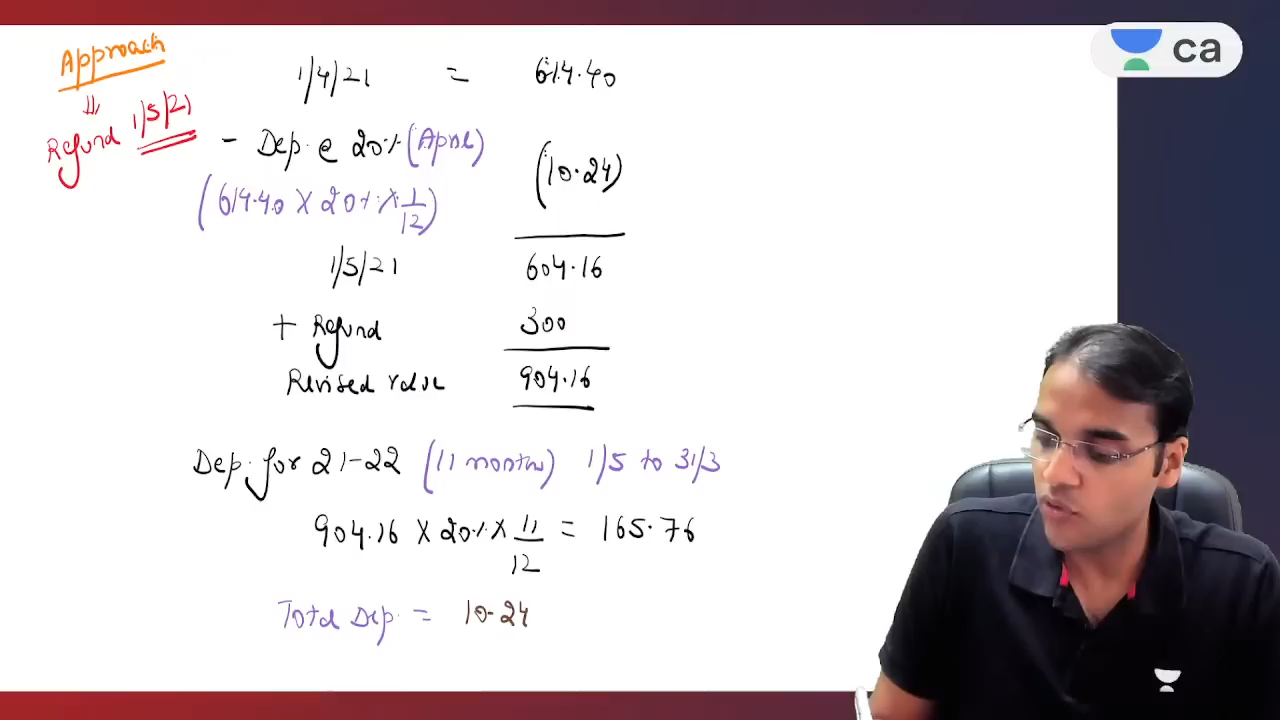 Approach
ca
1/4/21 = 614.40
Refund 1/5/21
- Dep. @ 20% (April) (10.24)
(614.40 X 20% X 1/12)
1/5/21 604.16
+ Refund 300
Revised value 904.16
Dep. for 21-22 (11 months) 1/5 to 31/3
904.16 X 20% X 11/12 = 165.76
Total Dep. = 10.24